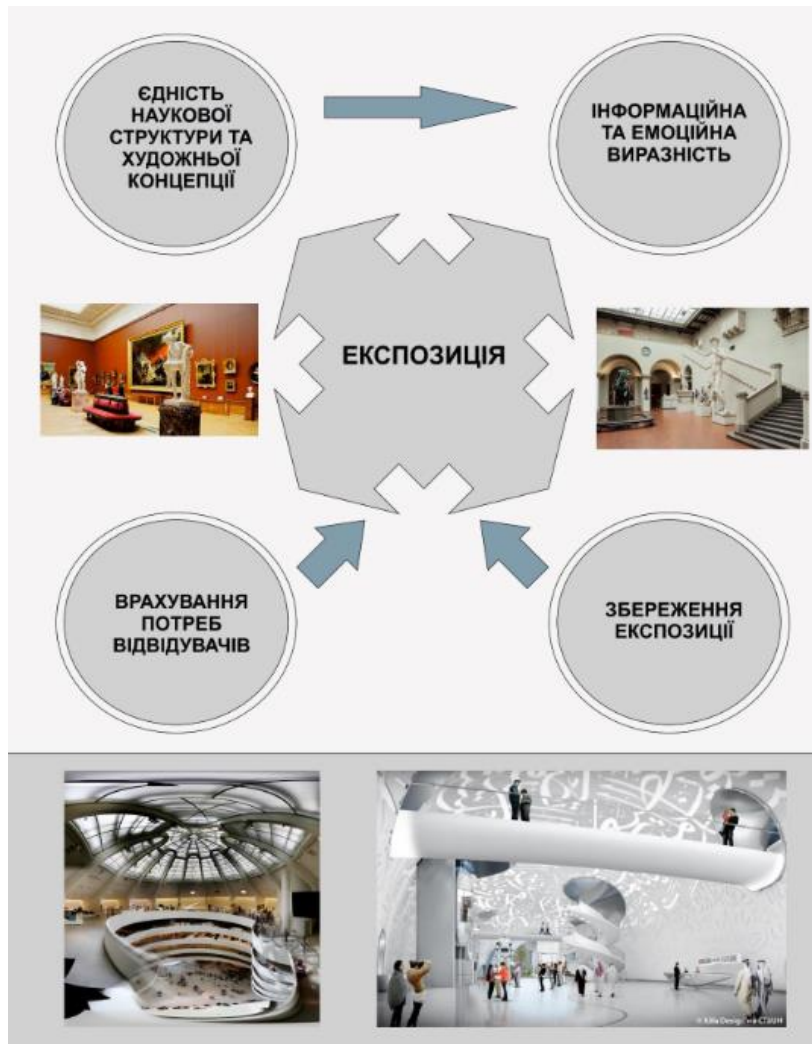 ЄДНІСТЬ
НАУКОВОЇ
СТРУКТУРИ ТА
ХУДОЖНЬОЇ
КОНЦЕПЦІЇ
ІНФОРМАЦІЙНА
ТА ЕМОЦІЙНА
ВИРАЗНІСТЬ
ЕКСПОЗИЦІЯ
ВРАХУВАННЯ
ПОТРЕБ
ВІДВІДУВАЧІВ
ЗБЕРЕЖЕННЯ
ЕКСПОЗИЦІЇ